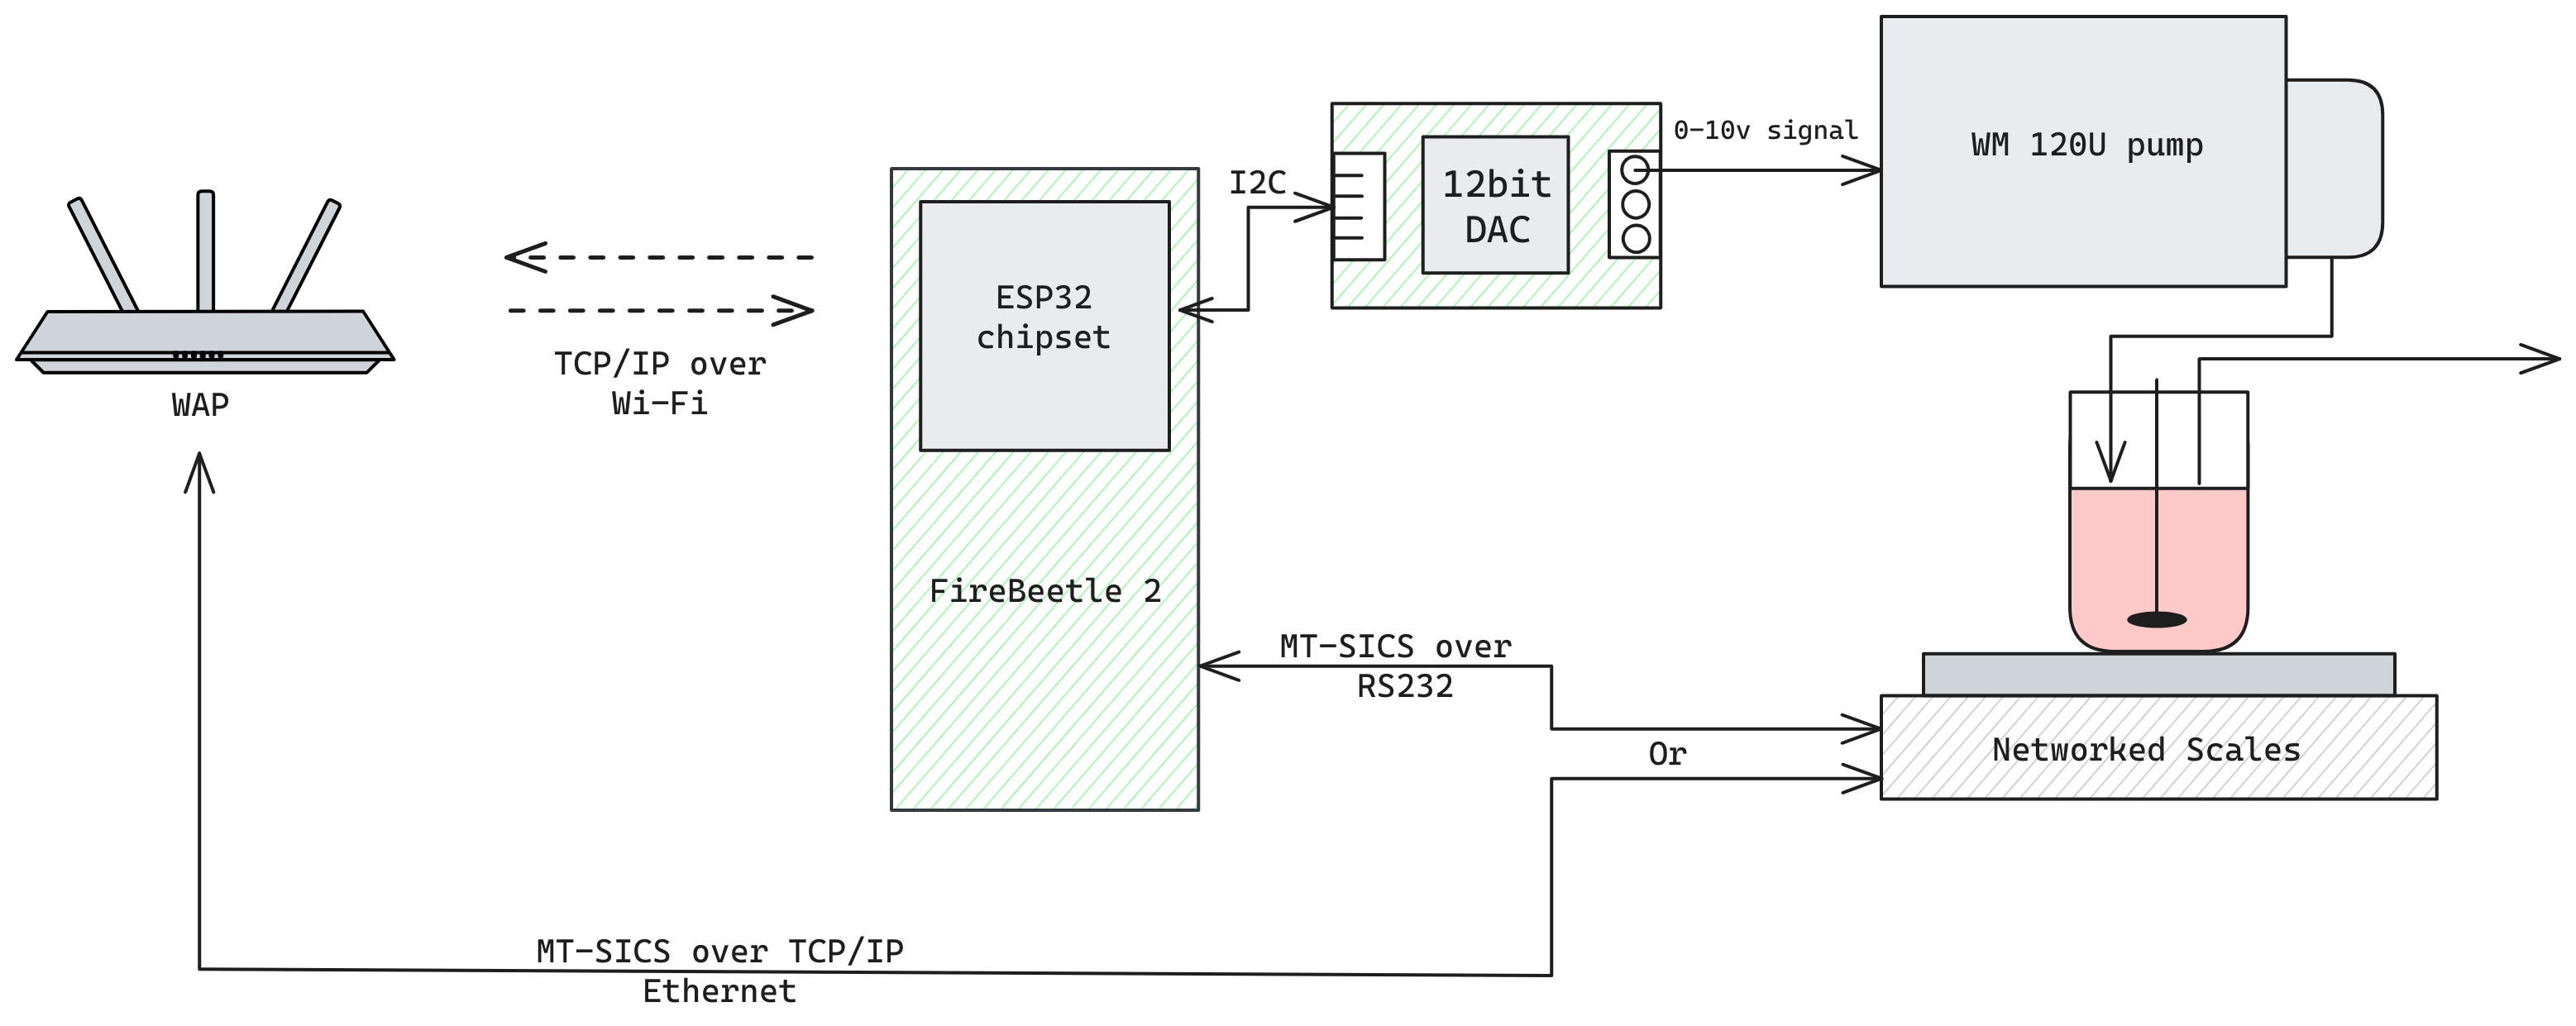 WM 120U pump
0-10v signal
12bit
DAC
I2C
ESP32
chipset
TCP/IP over
Wi-Fi
WAP
FireBeetle 2
MT-SICS over
RS232
Or
Networked Scales
MT-SICS over TCP/IP
Ethernet